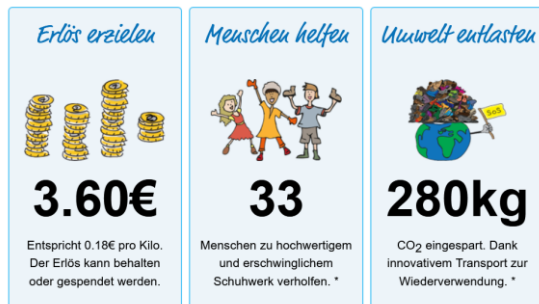 Erlös erzielen
3.60€
Entspricht 0.18€ pro Kilo.
Der Erlös kann behalten
oder gespendet werden.
Menschen helfen
33
Menschen zu hochwertigem
und erschwinglichem
Schuhwerk verholfen. *
Umwelt entlasten
SOS
280kg
CO2 eingespart. Dank
innovativem Transport zur
Wiederverwendung. *